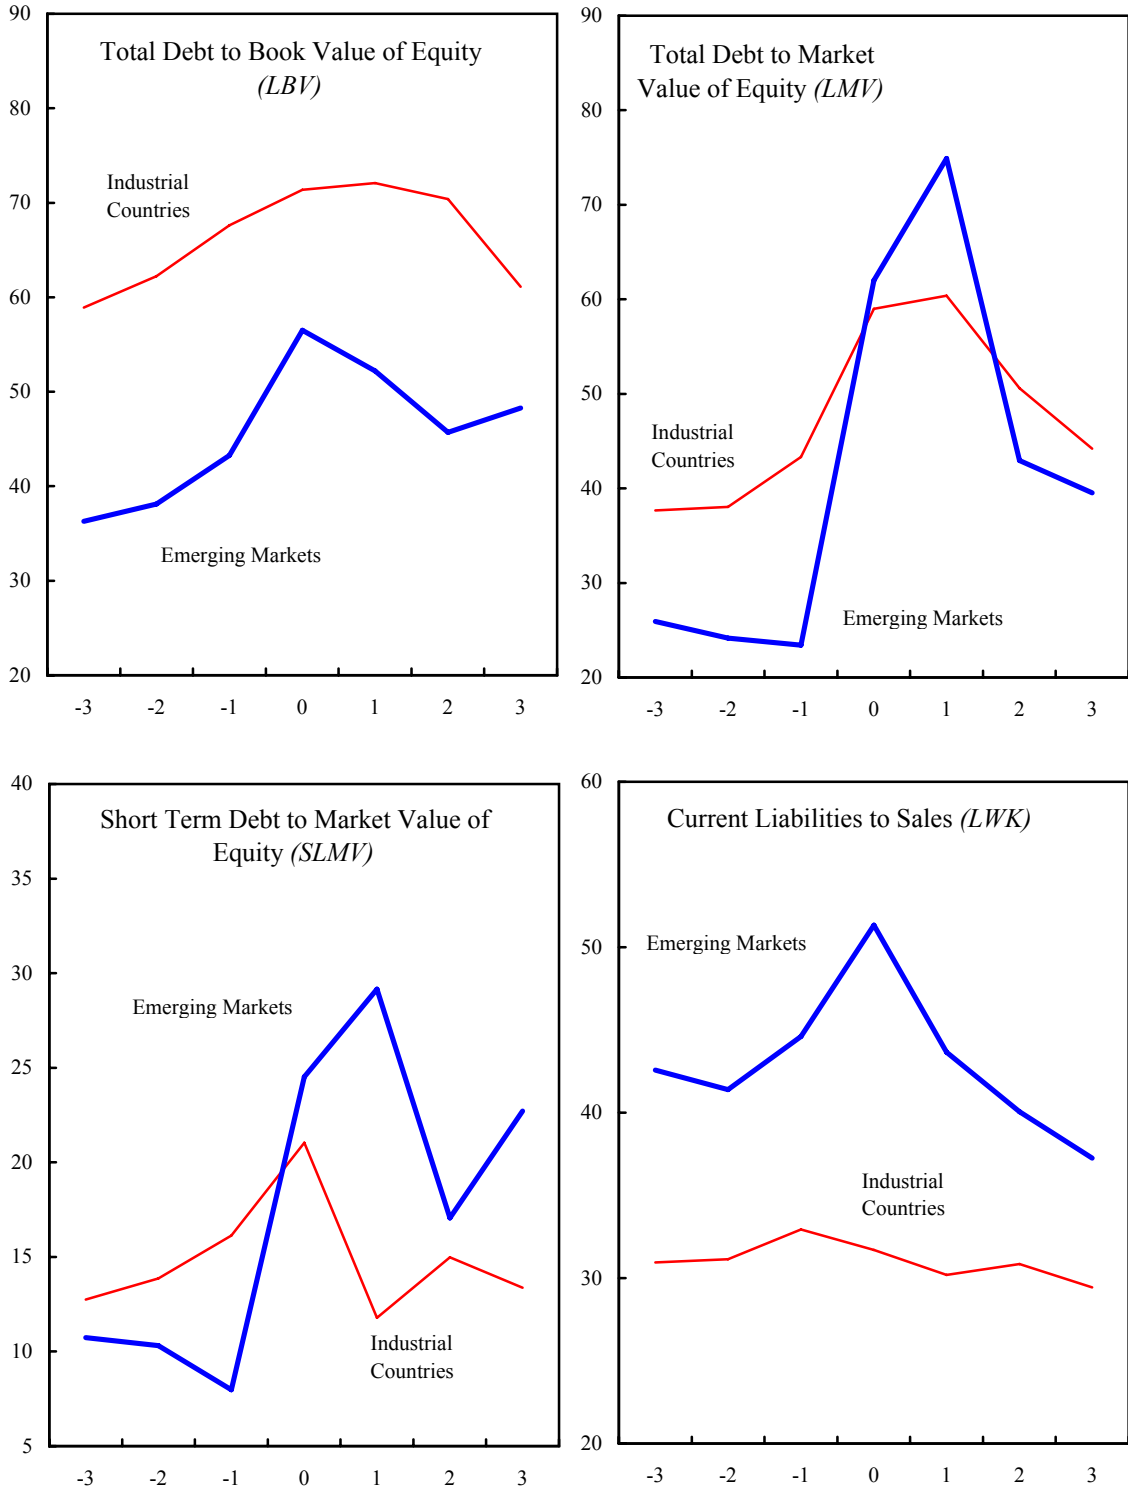 Total Debt to Book Value of Equity
(LBV)
90
80
70
60
50
40
30
20
Industrial
Countries
Emerging Markets
-3 -2 -1 0 1 2 3
Total Debt to Market
Value of Equity (LMV)
90
80
70
60
50
40
30
20
Industrial
Countries
Emerging Markets
-3 -2 -1 0 1 2 3
Short Term Debt to Market Value of
Equity (SLMV)
40
35
30
25
20
15
10
5
Emerging Markets
Industrial
Countries
-3 -2 -1 0 1 2 3
Current Liabilities to Sales (LWK)
60
50
40
30
20
Emerging Markets
Industrial
Countries
-3 -2 -1 0 1 2 3